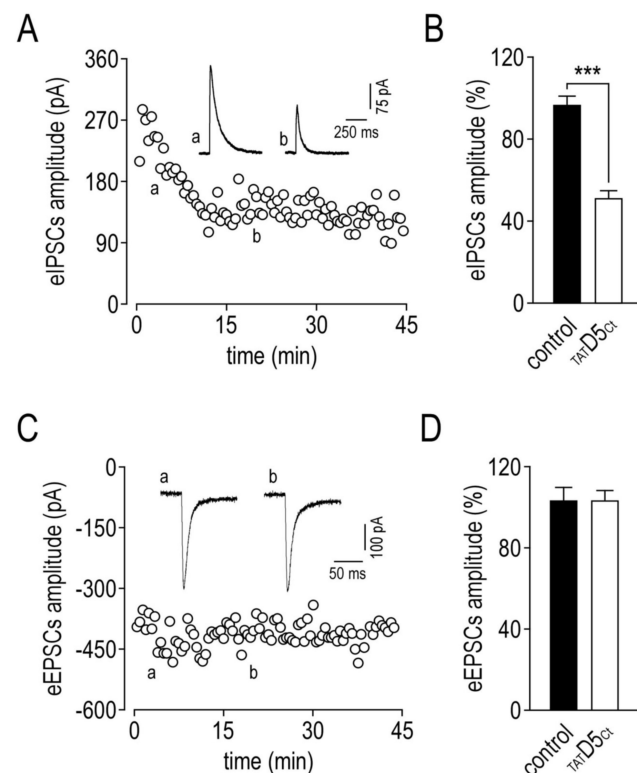 A
eIPSCs amplitude (pA)
360
270
180
90
0
a
b
75 pA
250 ms
a
b
0
15
30
45
time (min)
B
eIPSCs amplitude (%)
120
80
40
0
***
control
TATD5Ct
C
eEPSCs amplitude (pA)
0
-150
-300
-450
-600
a
b
100 pA
50 ms
a
b
0
15
30
45
time (min)
D
eEPSCs amplitude (%)
120
80
40
0
control
TATD5Ct